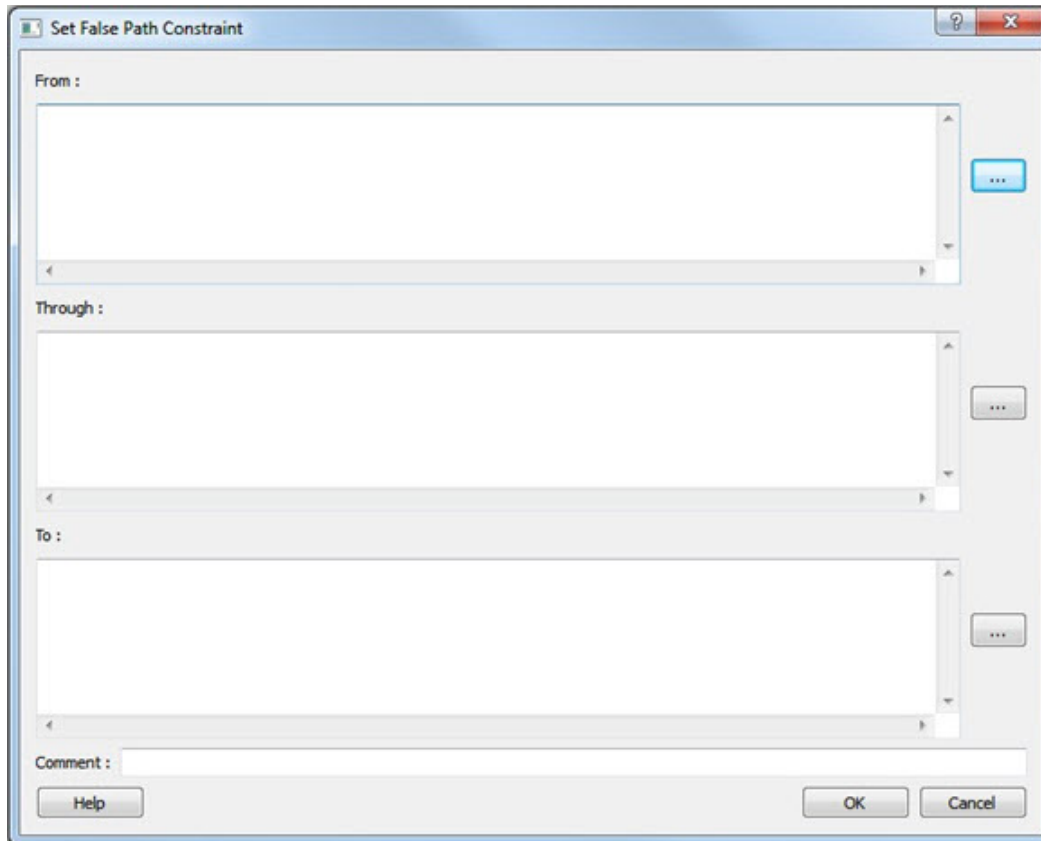 Set False Path Constraint
From :
...
Through :
...
To :
...
Comment :
Help OK Cancel